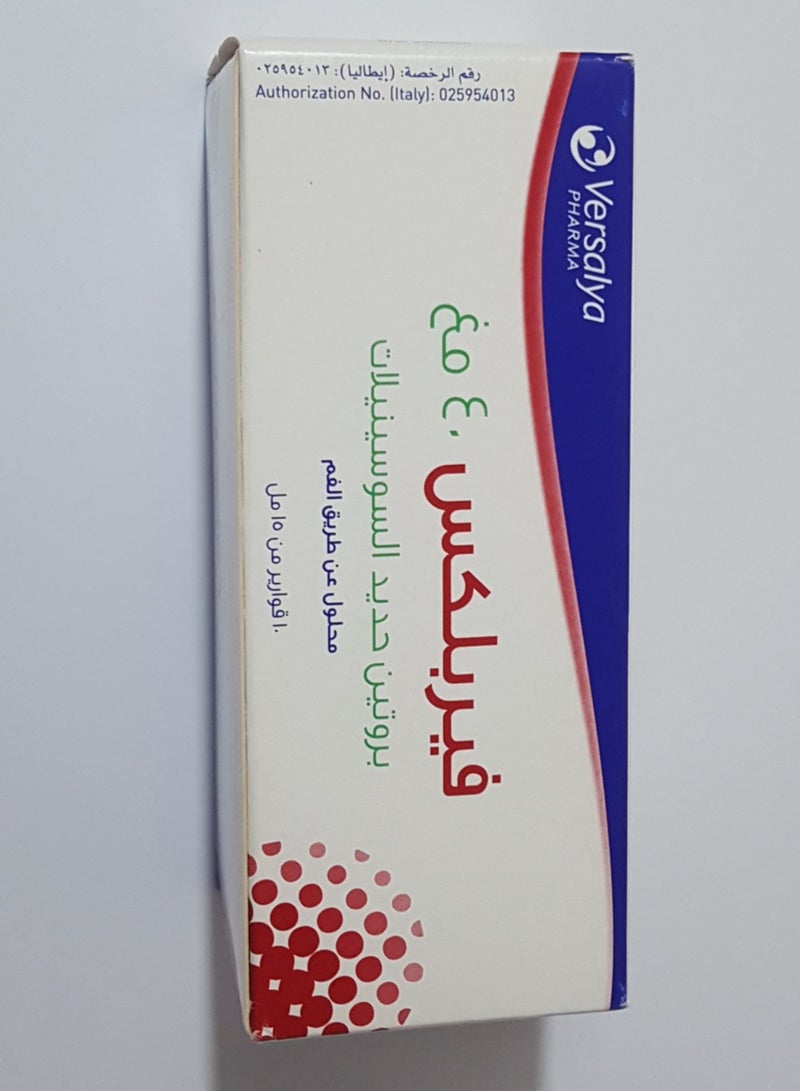 رقم الرخصة: (إيطاليا): ٠٢٥٩٥٤٠١٣
Authorization No. (Italy): 025954013
Versalya
PHARMA
فيربلكس ٤٠ مغ
بروتين حديد السوسينيلات
محلول عن طريق الفم
١٠ قوارير من ١٥ مل